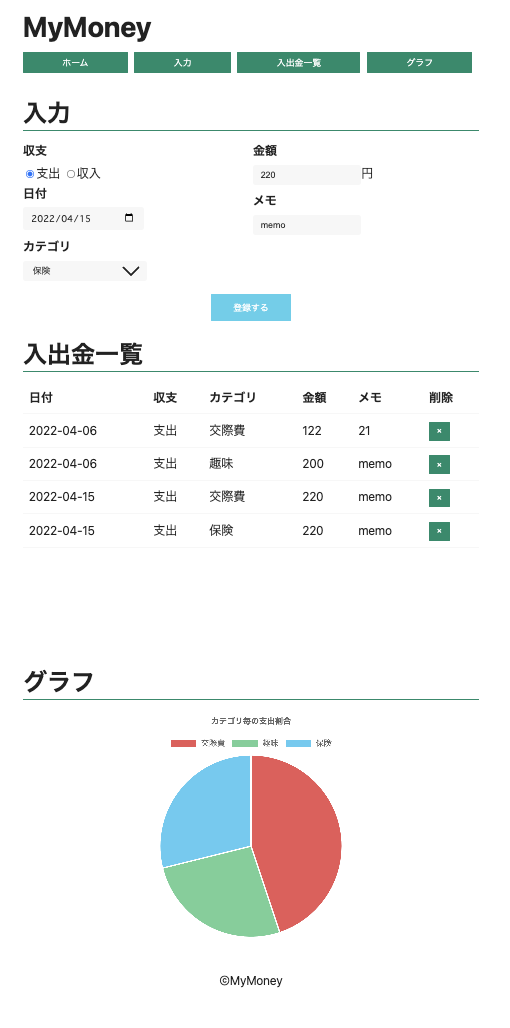 MyMoney
ホーム 入力 入出金一覧 グラフ
入力
収支
支出 収入
日付
2022/04/15
カテゴリ
保険
金額
220 円
メモ
memo
登録する
入出金一覧
日付 収支 カテゴリ 金額 メモ 削除
2022-04-06 支出 交際費 122 21 ×
2022-04-06 支出 趣味 200 memo ×
2022-04-15 支出 交際費 220 memo ×
2022-04-15 支出 保険 220 memo ×
グラフ
カテゴリ毎の支出割合
交際費 趣味 保険
©MyMoney